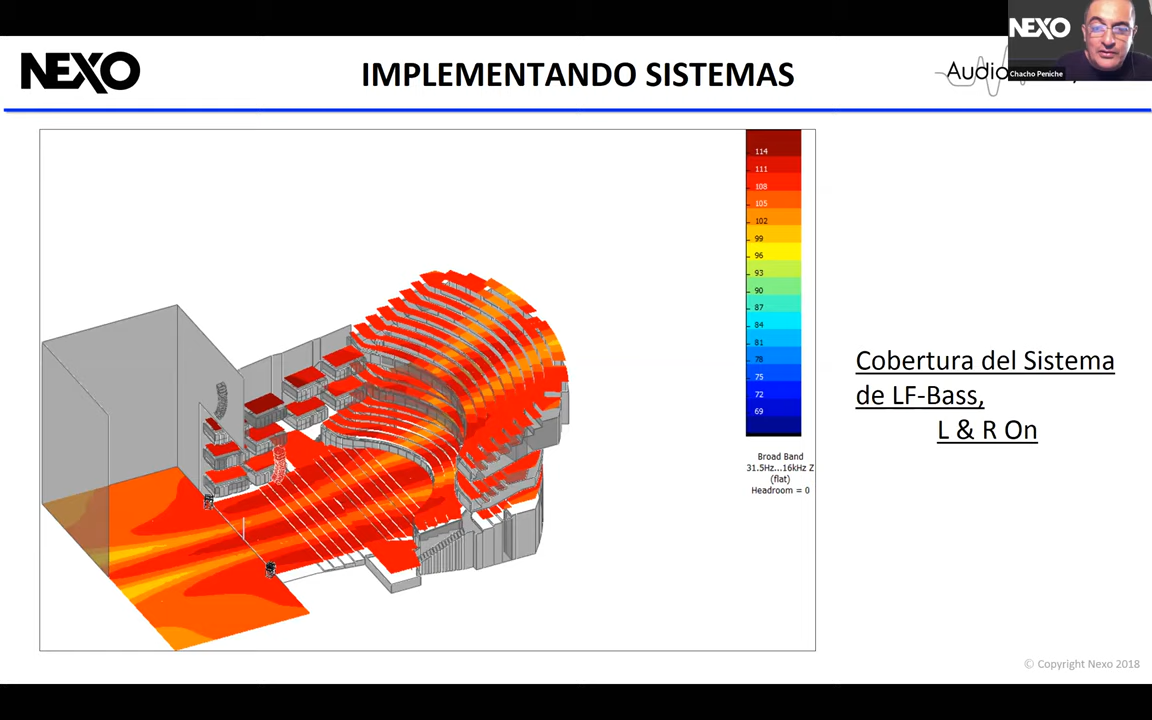 NEXO
IMPLEMENTANDO SISTEMAS
Audio
NEXO
Chacho Peniche
114
111
108
105
102
99
96
93
90
87
84
81
78
75
72
69
Broad Band
31.5Hz...16kHz Z
(flat)
Headroom = 0
Cobertura del Sistema
de LF-Bass,
L & R On
© Copyright Nexo 2018